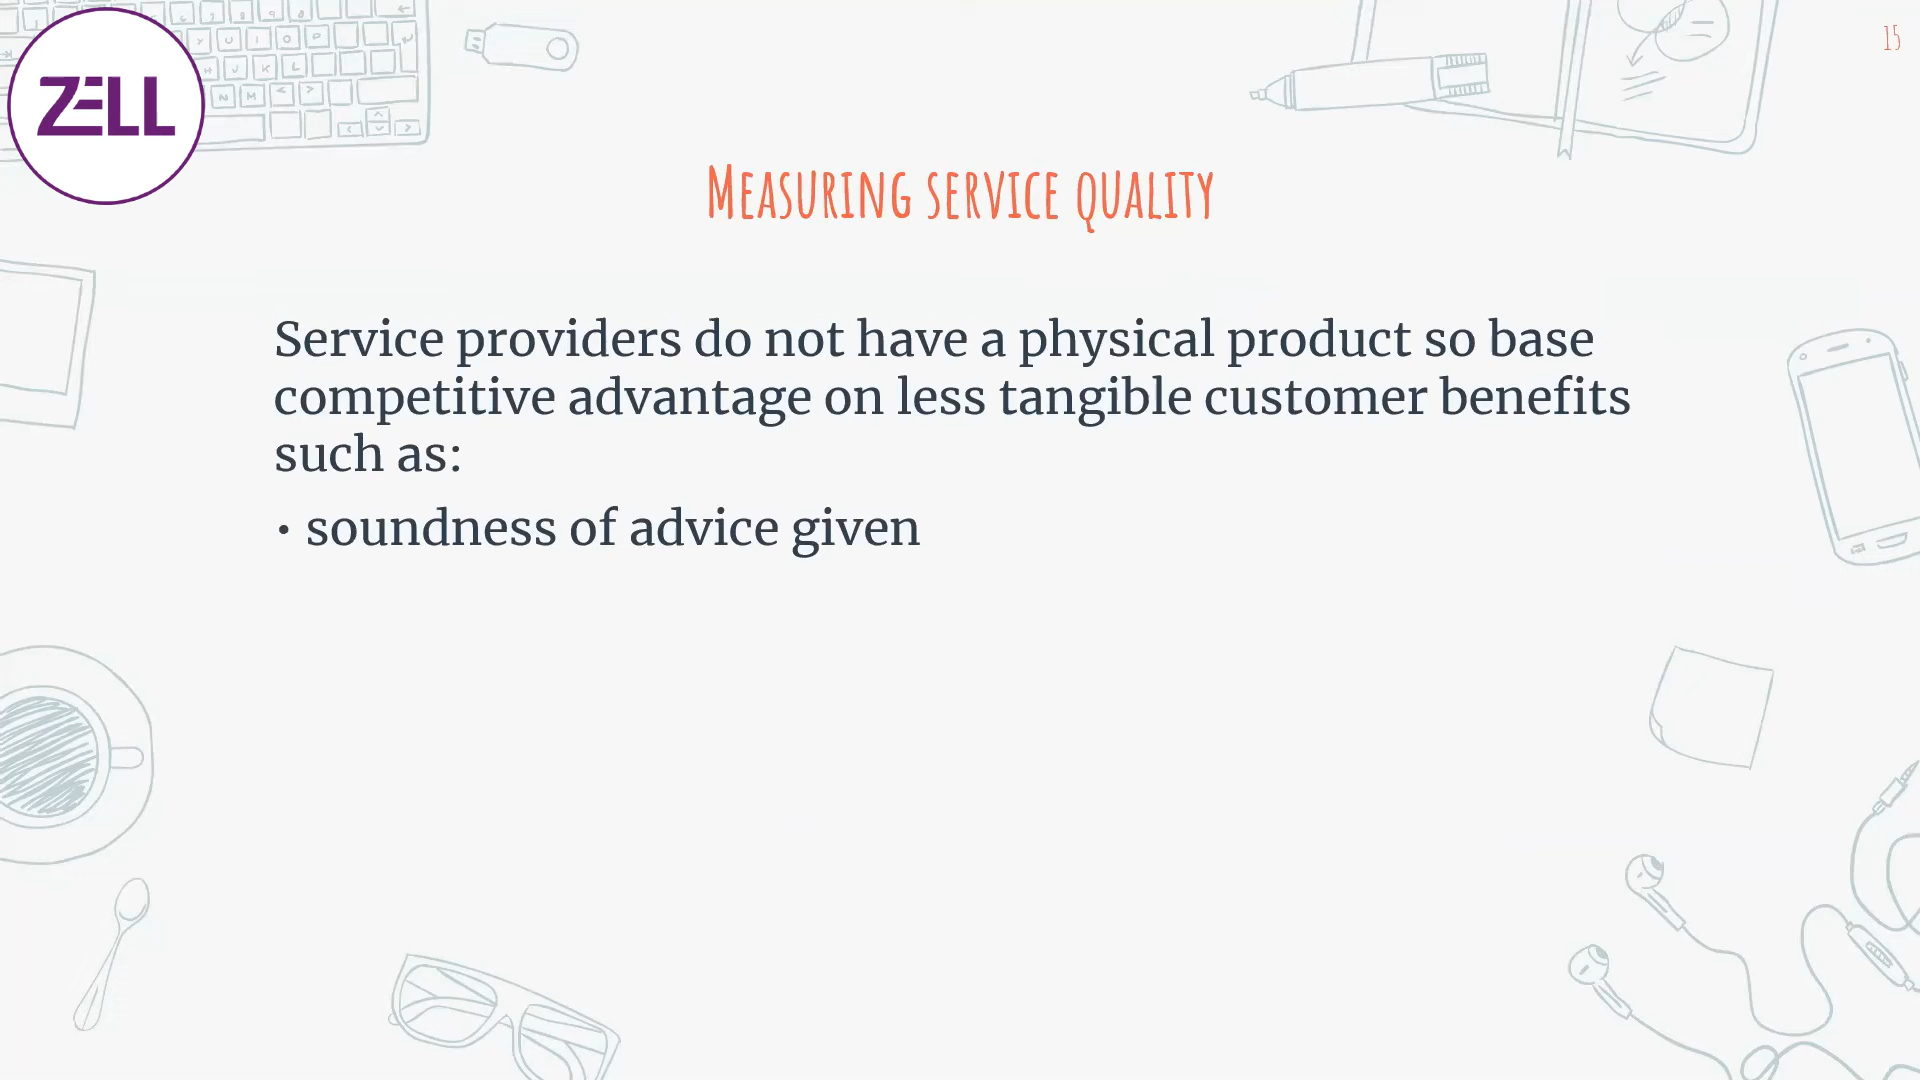 ZELL
15
Measuring service quality
Service providers do not have a physical product so base
competitive advantage on less tangible customer benefits
such as:
• soundness of advice given